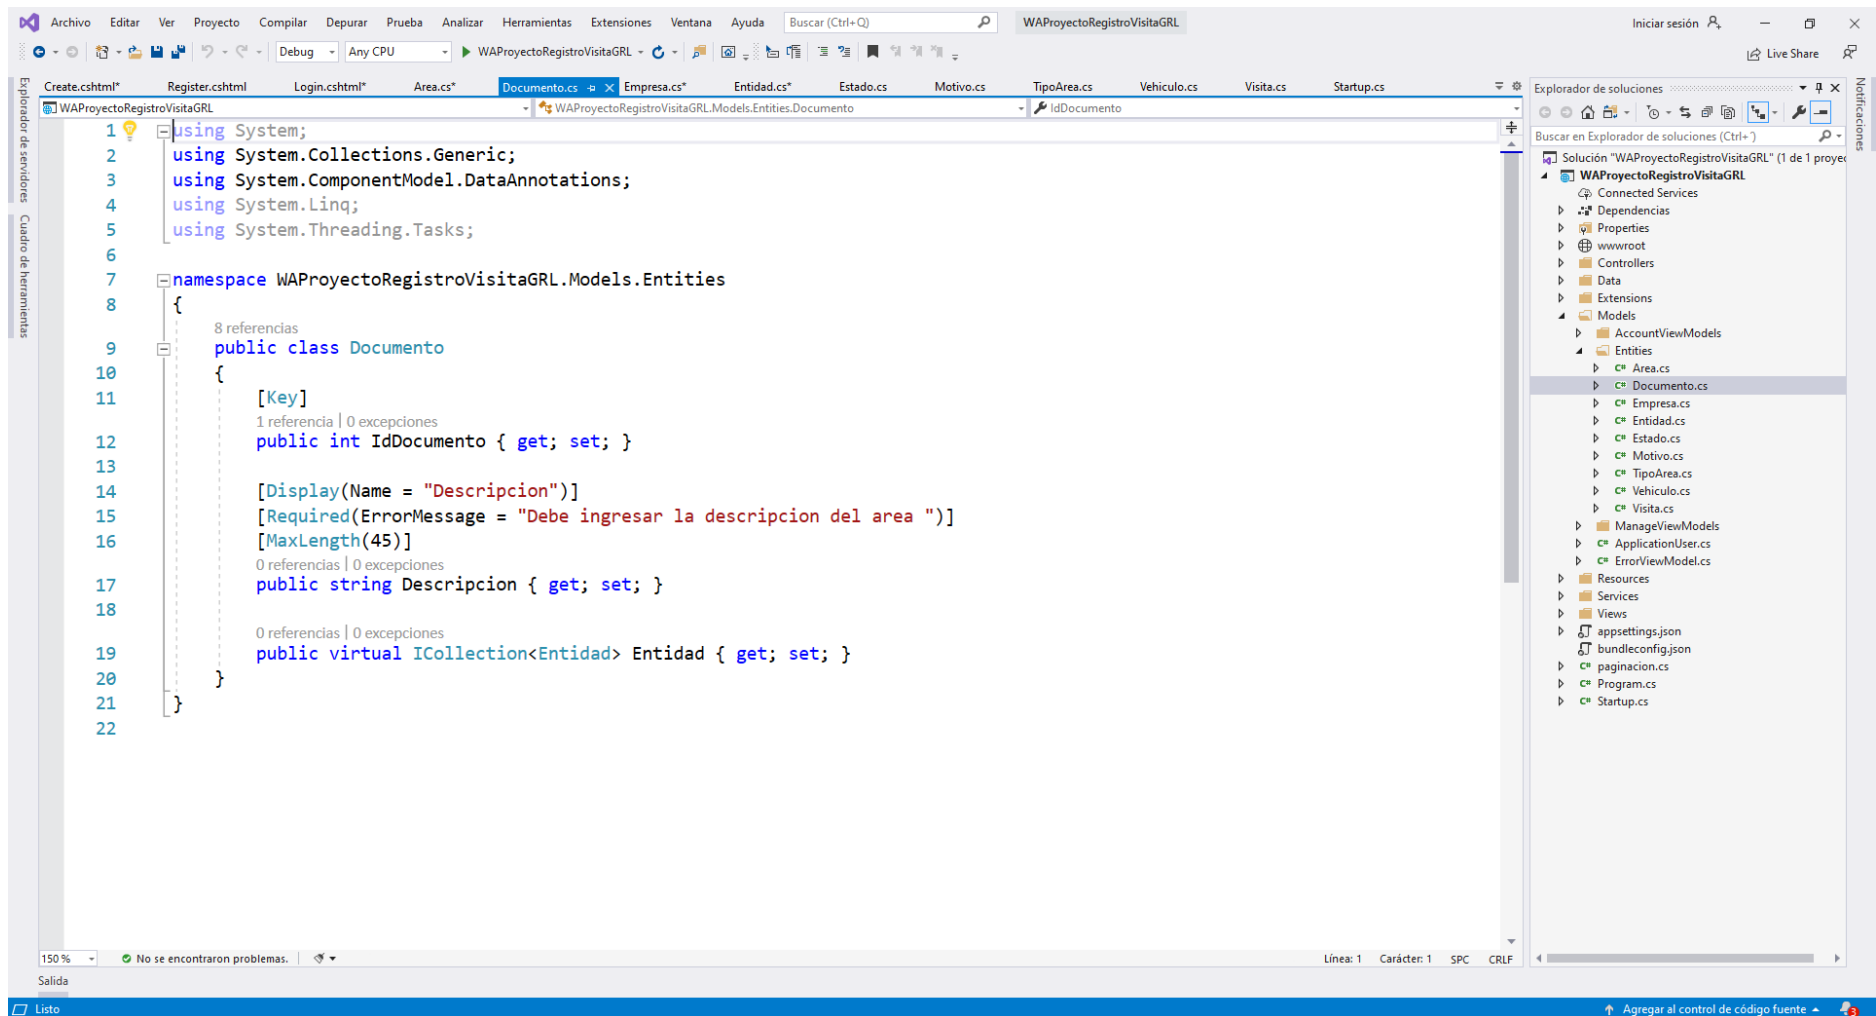 Archivo Editar Ver Proyecto Compilar Depurar Prueba Analizar Herramientas Extensiones Ventana Ayuda Buscar (Ctrl+Q) WAProyectoRegistroVisitaGRL Iniciar sesión
Debug Any CPU WAProyectoRegistroVisitaGRL Live Share
Explorador de servidores
Cuadro de herramientas
Create.cshtml* Register.cshtml Login.cshtml* Area.cs* Documento.cs Empresa.cs* Entidad.cs* Estado.cs Motivo.cs TipoArea.cs Vehiculo.cs Visita.cs Startup.cs
WAProyectoRegistroVisitaGRL WAProyectoRegistroVisitaGRL.Models.Entities.Documento IdDocumento
1 using System;
2 using System.Collections.Generic;
3 using System.ComponentModel.DataAnnotations;
4 using System.Linq;
5 using System.Threading.Tasks;
6
7 namespace WAProyectoRegistroVisitaGRL.Models.Entities
8 {
8 referencias
9 public class Documento
10 {
11 [Key]
1 referencia | 0 excepciones
12 public int IdDocumento { get; set; }
13
14 [Display(Name = "Descripcion")]
15 [Required(ErrorMessage = "Debe ingresar la descripcion del area ")]
16 [MaxLength(45)]
0 referencias | 0 excepciones
17 public string Descripcion { get; set; }
18
0 referencias | 0 excepciones
19 public virtual ICollection<Entidad> Entidad { get; set; }
20 }
21 }
22
150 % No se encontraron problemas. Línea: 1 Carácter: 1 SPC CRLF
Salida
Listo
Explorador de soluciones
Buscar en Explorador de soluciones (Ctrl+´)
Solución "WAProyectoRegistroVisitaGRL" (1 de 1 proye
WAProyectoRegistroVisitaGRL
Connected Services
Dependencias
Properties
wwwroot
Controllers
Data
Extensions
Models
AccountViewModels
Entities
C# Area.cs
C# Documento.cs
C# Empresa.cs
C# Entidad.cs
C# Estado.cs
C# Motivo.cs
C# TipoArea.cs
C# Vehiculo.cs
C# Visita.cs
ManageViewModels
C# ApplicationUser.cs
C# ErrorViewModel.cs
Resources
Services
Views
appsettings.json
bundleconfig.json
C# paginacion.cs
C# Program.cs
C# Startup.cs
Notificaciones
Agregar al control de código fuente 3